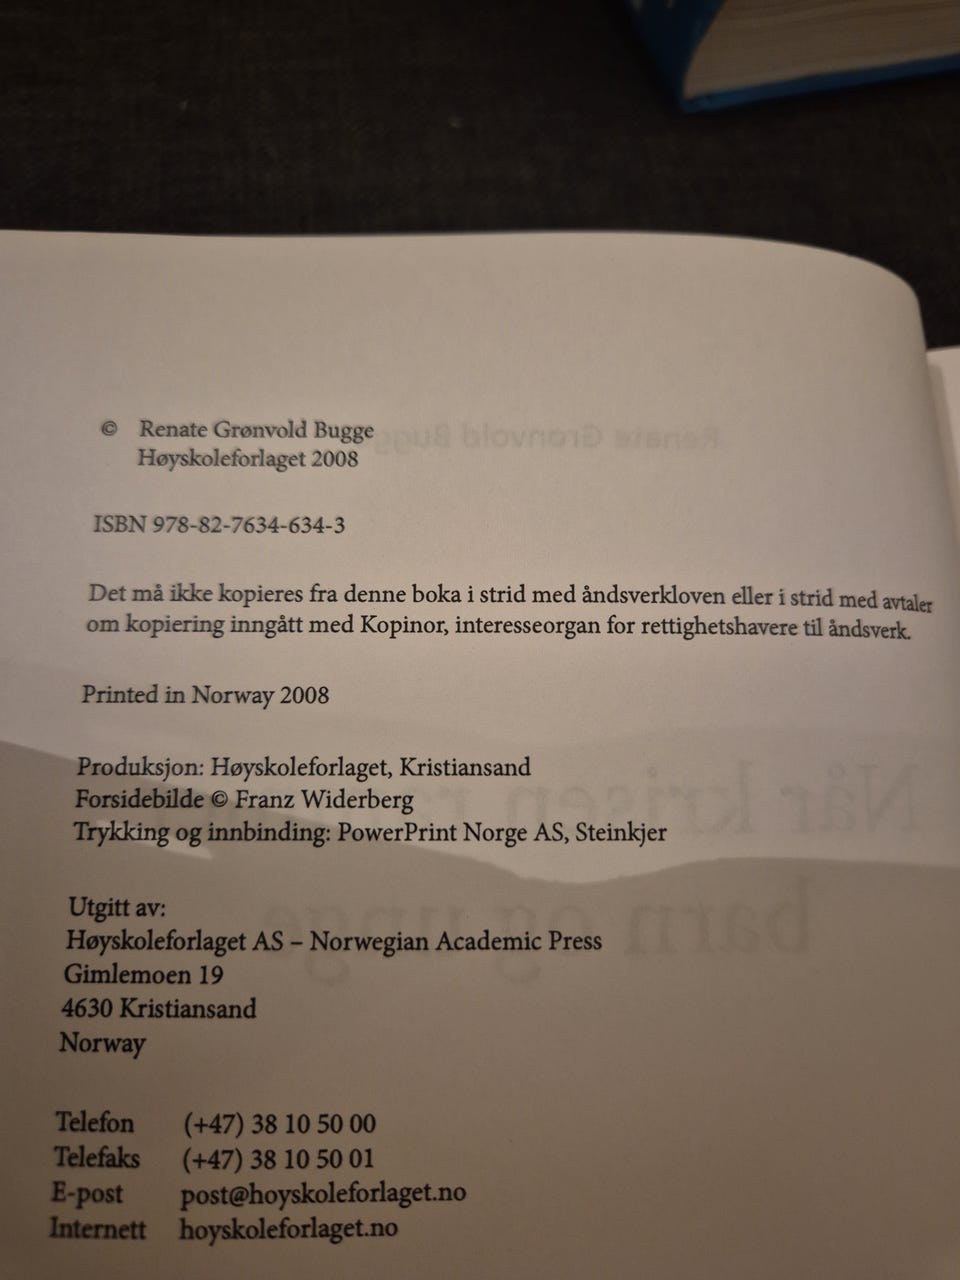 © Renate Grønvold Bugge
Høyskoleforlaget 2008
ISBN 978-82-7634-634-3
Det må ikke kopieres fra denne boka i strid med åndsverkloven eller i strid med avtaler
om kopiering inngått med Kopinor, interesseorgan for rettighetshavere til åndsverk.
Printed in Norway 2008
Produksjon: Høyskoleforlaget, Kristiansand
Forsidebilde © Franz Widerberg
Trykking og innbinding: PowerPrint Norge AS, Steinkjer
Utgitt av:
Høyskoleforlaget AS – Norwegian Academic Press
Gimlemoen 19
4630 Kristiansand
Norway
Telefon (+47) 38 10 50 00
Telefaks (+47) 38 10 50 01
E-post post@hoyskoleforlaget.no
Internett hoyskoleforlaget.no